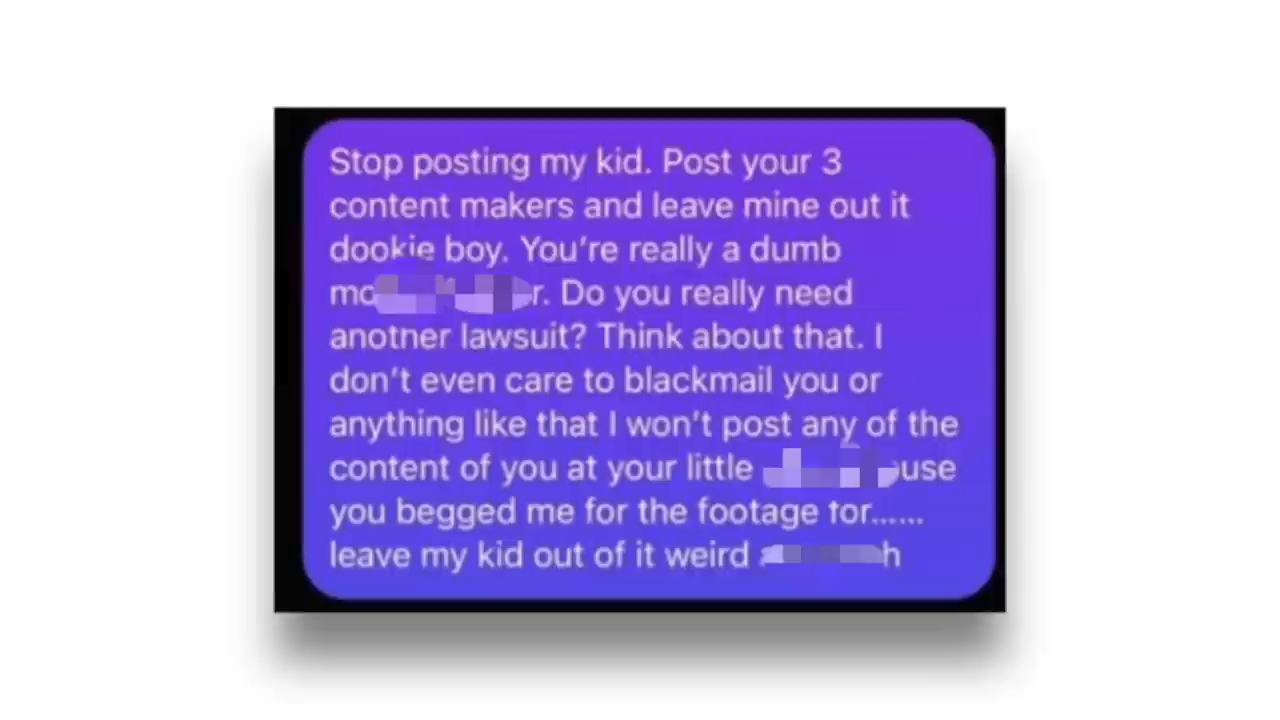 Stop posting my kid. Post your 3
content makers and leave mine out it
dookie boy. You're really a dumb
Do you really need
another lawsuit? Think about that. I
don't even care to blackmail you or
anything like that I won't post any of the
content of you at your little
you begged me for the footage for......
leave my kid out of it weird